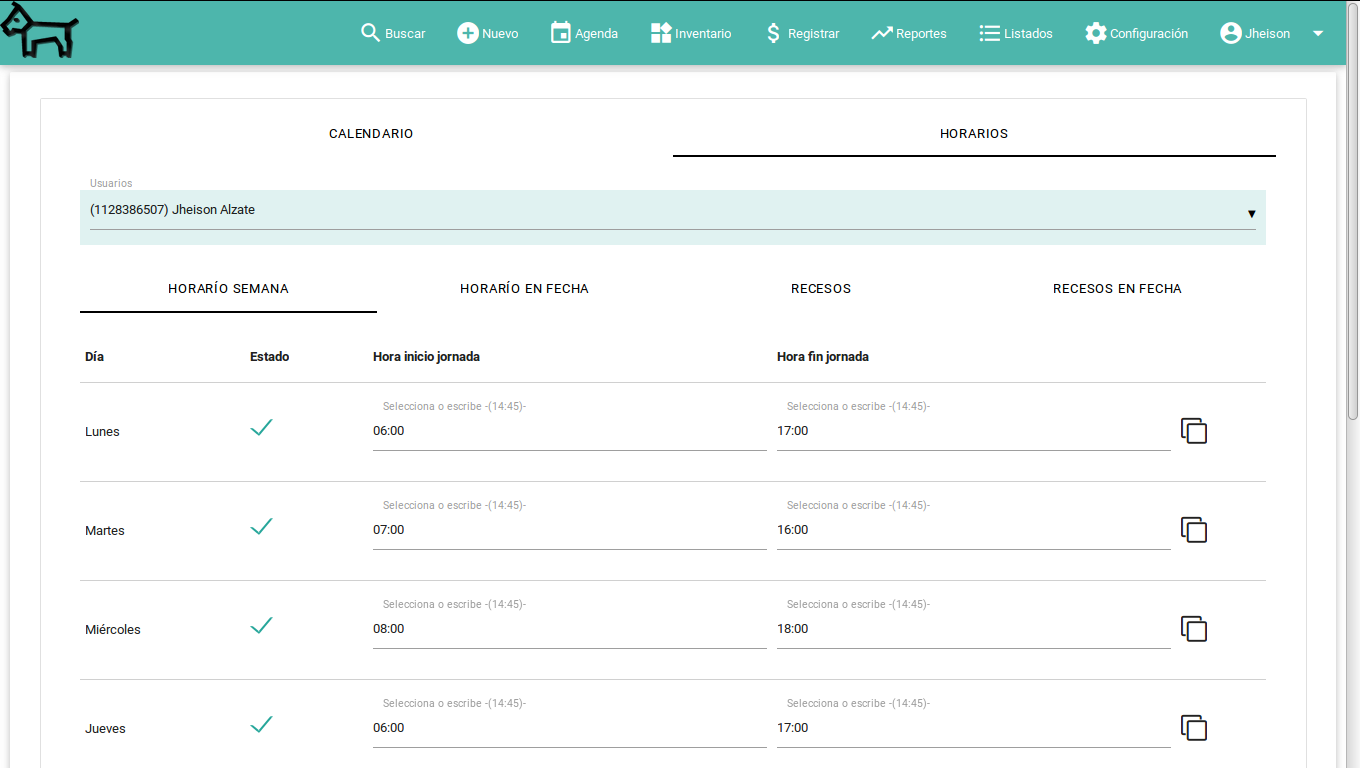 Buscar Nuevo Agenda Inventario Registrar Reportes Listados Configuración Jheison
CALENDARIO HORARIOS
Usuarios
(1128386507) Jheison Alzate
HORARÍO SEMANA HORARÍO EN FECHA RECESOS RECESOS EN FECHA
Día Estado Hora inicio jornada Hora fin jornada
Selecciona o escribe -(14:45)- Selecciona o escribe -(14:45)-
Lunes 06:00 17:00
Selecciona o escribe -(14:45)- Selecciona o escribe -(14:45)-
Martes 07:00 16:00
Selecciona o escribe -(14:45)- Selecciona o escribe -(14:45)-
Miércoles 08:00 18:00
Selecciona o escribe -(14:45)- Selecciona o escribe -(14:45)-
Jueves 06:00 17:00